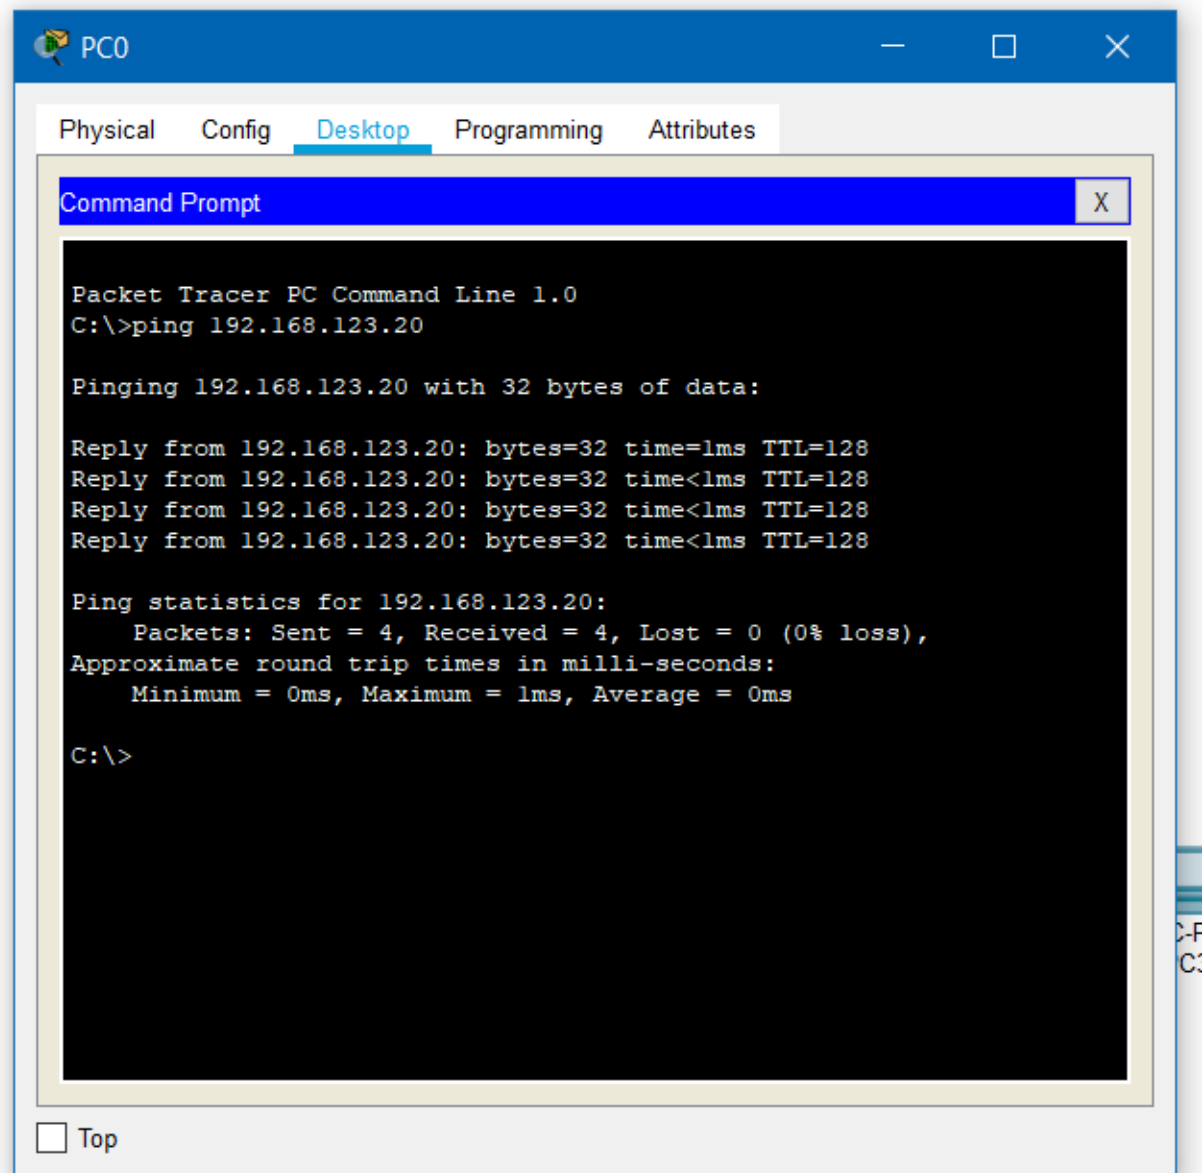 PC0
Physical Config Desktop Programming Attributes
Command Prompt X
Packet Tracer PC Command Line 1.0
C:\>ping 192.168.123.20
Pinging 192.168.123.20 with 32 bytes of data:
Reply from 192.168.123.20: bytes=32 time=1ms TTL=128
Reply from 192.168.123.20: bytes=32 time<1ms TTL=128
Reply from 192.168.123.20: bytes=32 time<1ms TTL=128
Reply from 192.168.123.20: bytes=32 time<1ms TTL=128
Ping statistics for 192.168.123.20:
Packets: Sent = 4, Received = 4, Lost = 0 (0% loss),
Approximate round trip times in milli-seconds:
Minimum = 0ms, Maximum = 1ms, Average = 0ms
C:\>
Top